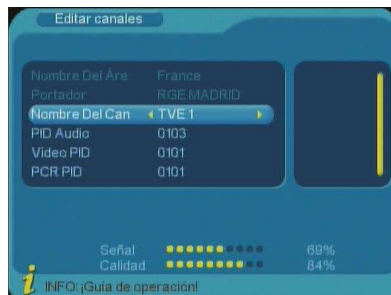 Editar canales
Nombre Del Áre France
Portador RGE MADRID
Nombre Del Can TVE 1
PID Audio 0103
Video PID 0101
PCR PID 0101
Señal 69%
Calidad 84%
INFO: ¡Guía de operación!